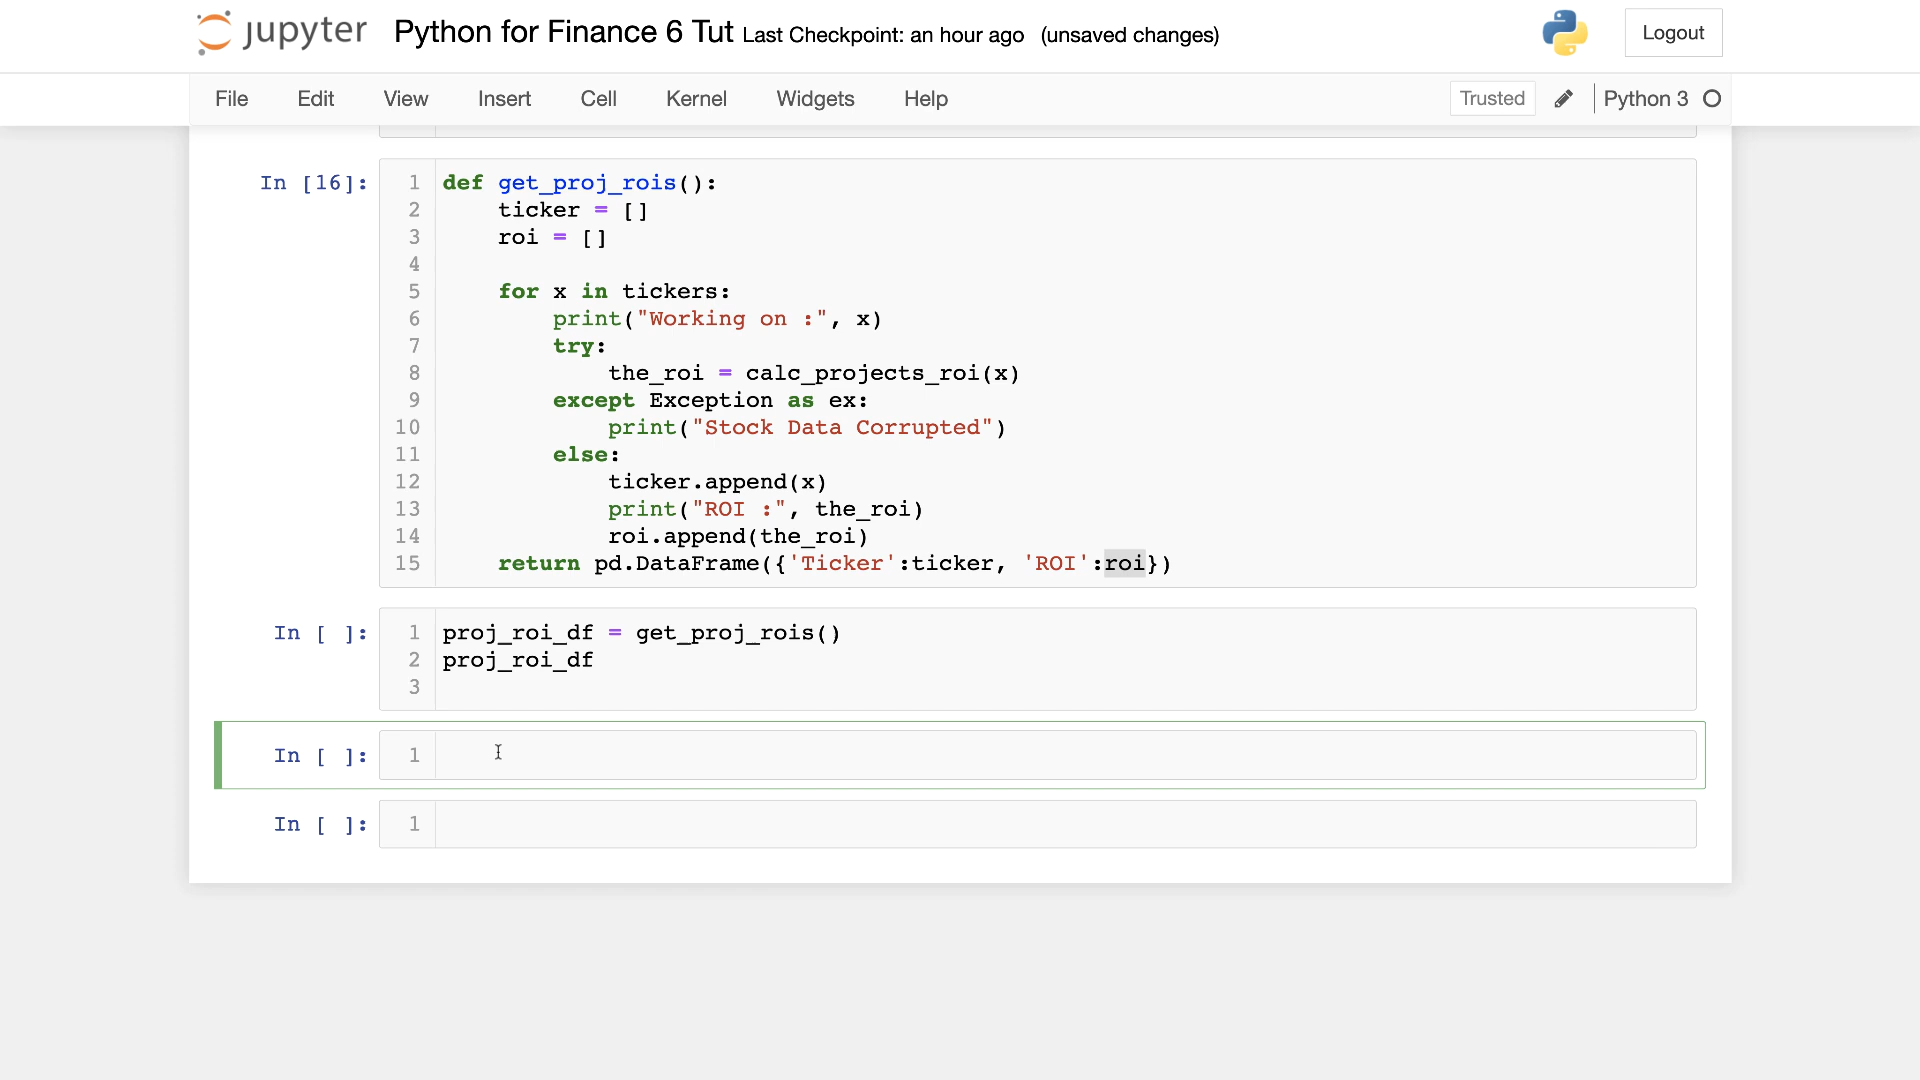 jupyter Python for Finance 6 Tut Last Checkpoint: an hour ago (unsaved changes) Logout
File Edit View Insert Cell Kernel Widgets Help Trusted Python 3
In [16]:
1 def get_proj_rois():
2     ticker = []
3     roi = []
4
5     for x in tickers:
6         print("Working on :", x)
7         try:
8             the_roi = calc_projects_roi(x)
9         except Exception as ex:
10             print("Stock Data Corrupted")
11         else:
12             ticker.append(x)
13             print("ROI :", the_roi)
14             roi.append(the_roi)
15     return pd.DataFrame({'Ticker':ticker, 'ROI':roi})
In [ ]:
1 proj_roi_df = get_proj_rois()
2 proj_roi_df
3
In [ ]: 1
In [ ]: 1